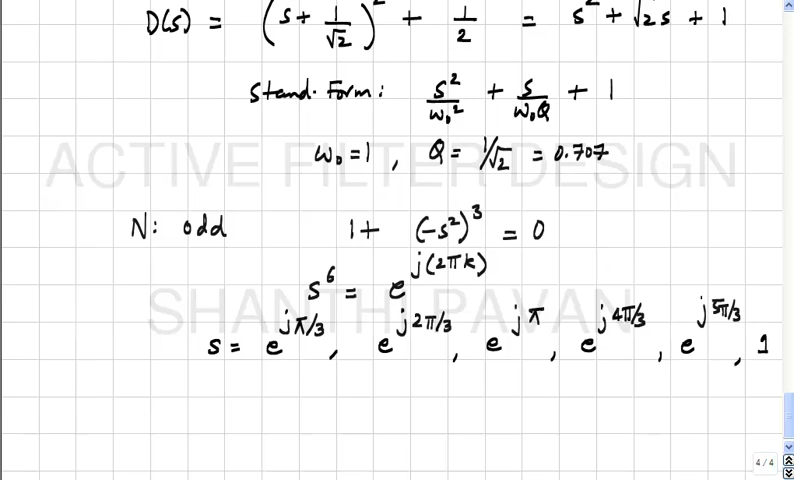 D(s) = (s + 1/√2)² + 1/2 = s² + √2s + 1
Stand. Form: s²/ω₀² + s/ω₀Q + 1
ω₀ = 1, Q = 1/√2 = 0.707
ACTIVE FILTER DESIGN
N: odd 1 + (-s²)³ = 0
s⁶ = e^{j(2πk)}
SHANTHI PAVAN
s = e^{jπ/3}, e^{j2π/3}, e^{jπ}, e^{j4π/3}, e^{j5π/3}, 1
4 / 4